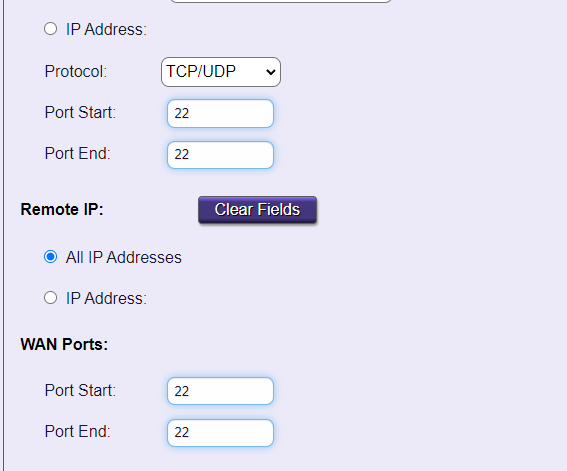 IP Address:
Protocol: TCP/UDP
Port Start: 22
Port End: 22
Remote IP: Clear Fields
All IP Addresses
IP Address:
WAN Ports:
Port Start: 22
Port End: 22